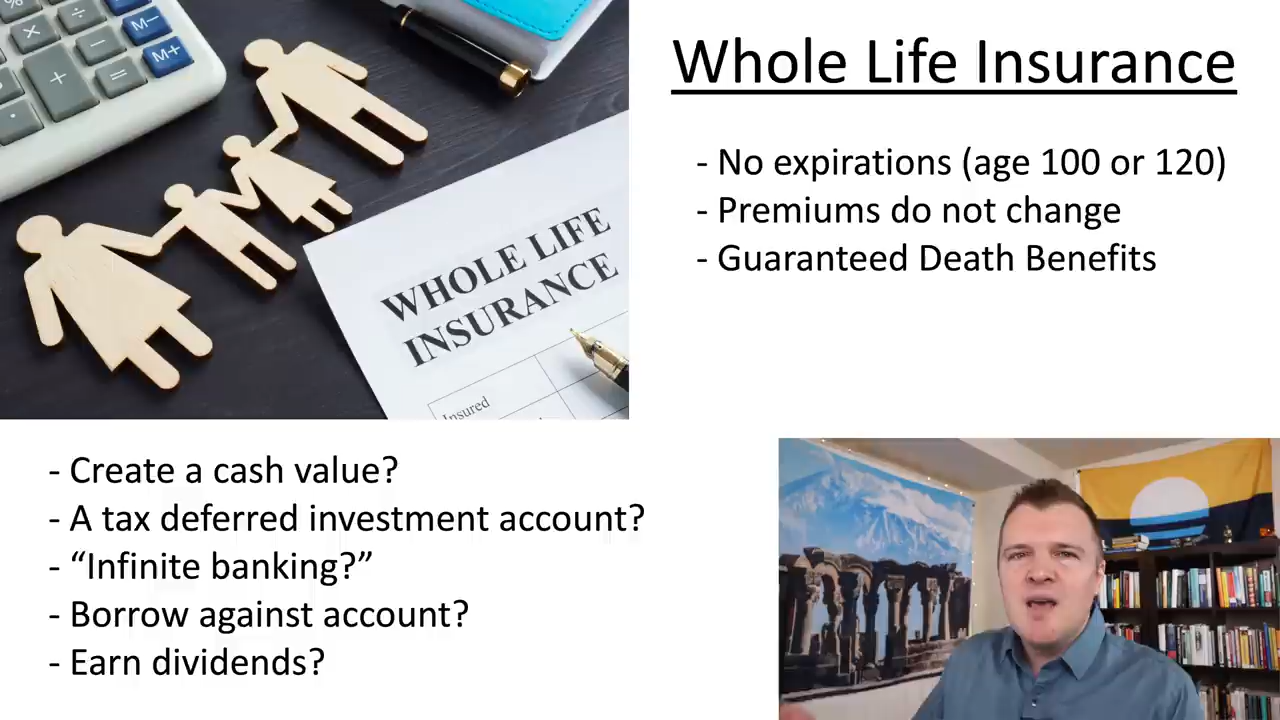 Whole Life Insurance
- No expirations (age 100 or 120)
- Premiums do not change
- Guaranteed Death Benefits
% M−
× − M+
+ =
WHOLE LIFE
INSURANCE
Insured
- Create a cash value?
- A tax deferred investment account?
- “Infinite banking?”
- Borrow against account?
- Earn dividends?